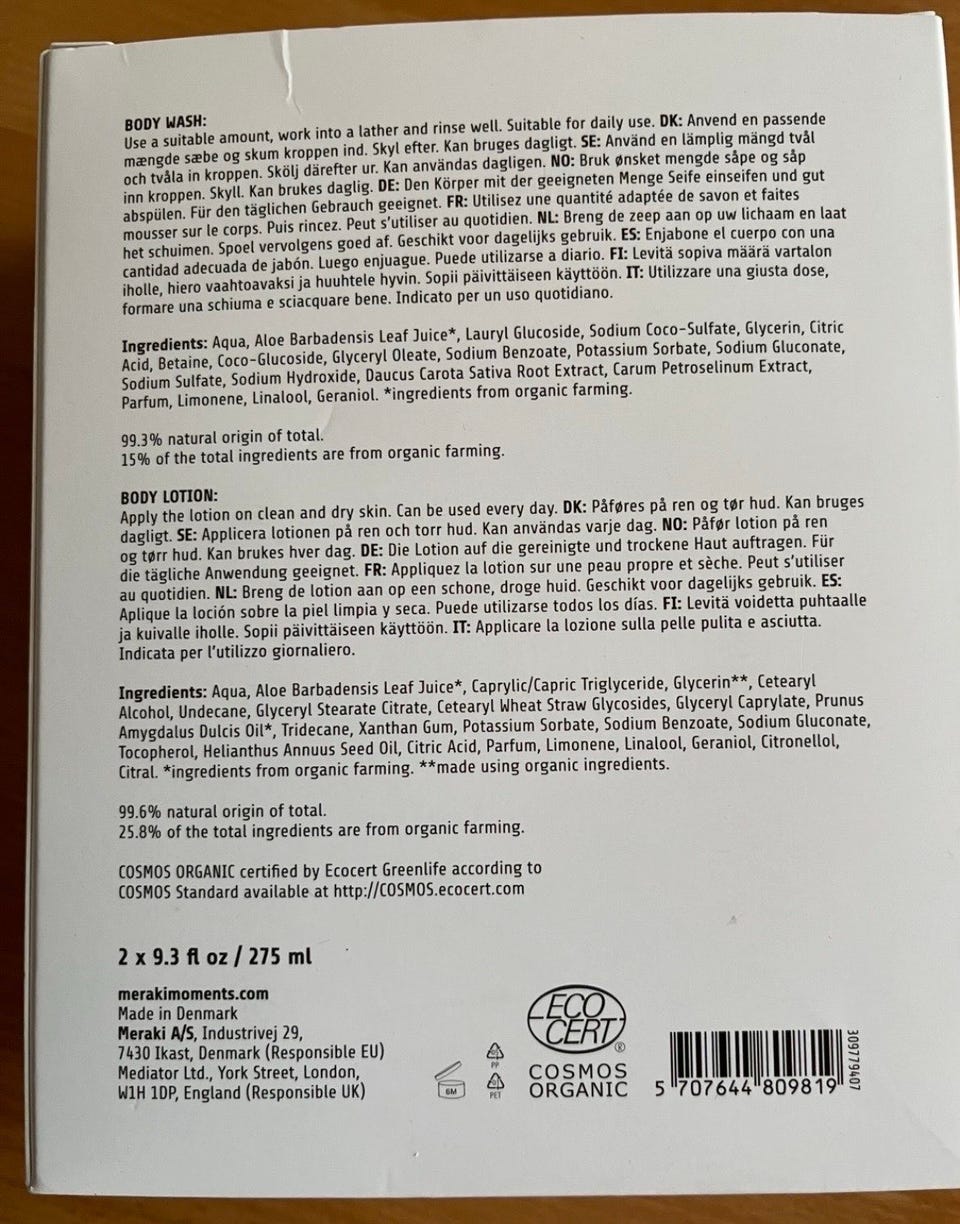 BODY WASH:
Use a suitable amount, work into a lather and rinse well. Suitable for daily use. DK: Anvend en passende
mængde sæbe og skum kroppen ind. Skyl efter. Kan bruges dagligt. SE: Använd en lämplig mängd tvål
och tvåla in kroppen. Skölj därefter ur. Kan användas dagligen. NO: Bruk ønsket mengde såpe og såp
inn kroppen. Skyll. Kan brukes daglig. DE: Den Körper mit der geeigneten Menge Seife einseifen und gut
abspülen. Für den täglichen Gebrauch geeignet. FR: Utilisez une quantité adaptée de savon et faites
mousser sur le corps. Puis rincez. Peut s'utiliser au quotidien. NL: Breng de zeep aan op uw lichaam en laat
het schuimen. Spoel vervolgens goed af. Geschikt voor dagelijks gebruik. ES: Enjabone el cuerpo con una
cantidad adecuada de jabón. Luego enjuague. Puede utilizarse a diario. FI: Levitä sopiva määrä vartalon
iholle, hiero vaahtoavaksi ja huuhtele hyvin. Sopii päivittäiseen käyttöön. IT: Utilizzare una giusta dose,
formare una schiuma e sciacquare bene. Indicato per un uso quotidiano.
Ingredients: Aqua, Aloe Barbadensis Leaf Juice*, Lauryl Glucoside, Sodium Coco-Sulfate, Glycerin, Citric
Acid, Betaine, Coco-Glucoside, Glyceryl Oleate, Sodium Benzoate, Potassium Sorbate, Sodium Gluconate,
Sodium Sulfate, Sodium Hydroxide, Daucus Carota Sativa Root Extract, Carum Petroselinum Extract,
Parfum, Limonene, Linalool, Geraniol. *ingredients from organic farming.
99.3% natural origin of total.
15% of the total ingredients are from organic farming.
BODY LOTION:
Apply the lotion on clean and dry skin. Can be used every day. DK: Påføres på ren og tør hud. Kan bruges
dagligt. SE: Applicera lotionen på ren och torr hud. Kan användas varje dag. NO: Påfør lotion på ren
og tørr hud. Kan brukes hver dag. DE: Die Lotion auf die gereinigte und trockene Haut auftragen. Für
die tägliche Anwendung geeignet. FR: Appliquez la lotion sur une peau propre et sèche. Peut s'utiliser
au quotidien. NL: Breng de lotion aan op een schone, droge huid. Geschikt voor dagelijks gebruik. ES:
Aplique la loción sobre la piel limpia y seca. Puede utilizarse todos los días. FI: Levitä voidetta puhtaalle
ja kuivalle iholle. Sopii päivittäiseen käyttöön. IT: Applicare la lozione sulla pelle pulita e asciutta.
Indicata per l'utilizzo giornaliero.
Ingredients: Aqua, Aloe Barbadensis Leaf Juice*, Caprylic/Capric Triglyceride, Glycerin**, Cetearyl
Alcohol, Undecane, Glyceryl Stearate Citrate, Cetearyl Wheat Straw Glycosides, Glyceryl Caprylate, Prunus
Amygdalus Dulcis Oil*, Tridecane, Xanthan Gum, Potassium Sorbate, Sodium Benzoate, Sodium Gluconate,
Tocopherol, Helianthus Annuus Seed Oil, Citric Acid, Parfum, Limonene, Linalool, Geraniol, Citronellol,
Citral. *ingredients from organic farming. **made using organic ingredients.
99.6% natural origin of total.
25.8% of the total ingredients are from organic farming.
COSMOS ORGANIC certified by Ecocert Greenlife according to
COSMOS Standard available at http://COSMOS.ecocert.com
2 x 9.3 fl oz / 275 ml
merakimoments.com
Made in Denmark
Meraki A/S, Industrivej 29,
7430 Ikast, Denmark (Responsible EU)
Mediator Ltd., York Street, London,
W1H 1DP, England (Responsible UK)
6M
PP
PET
ECO
CERT®
COSMOS
ORGANIC
5 707644 809819
309779407